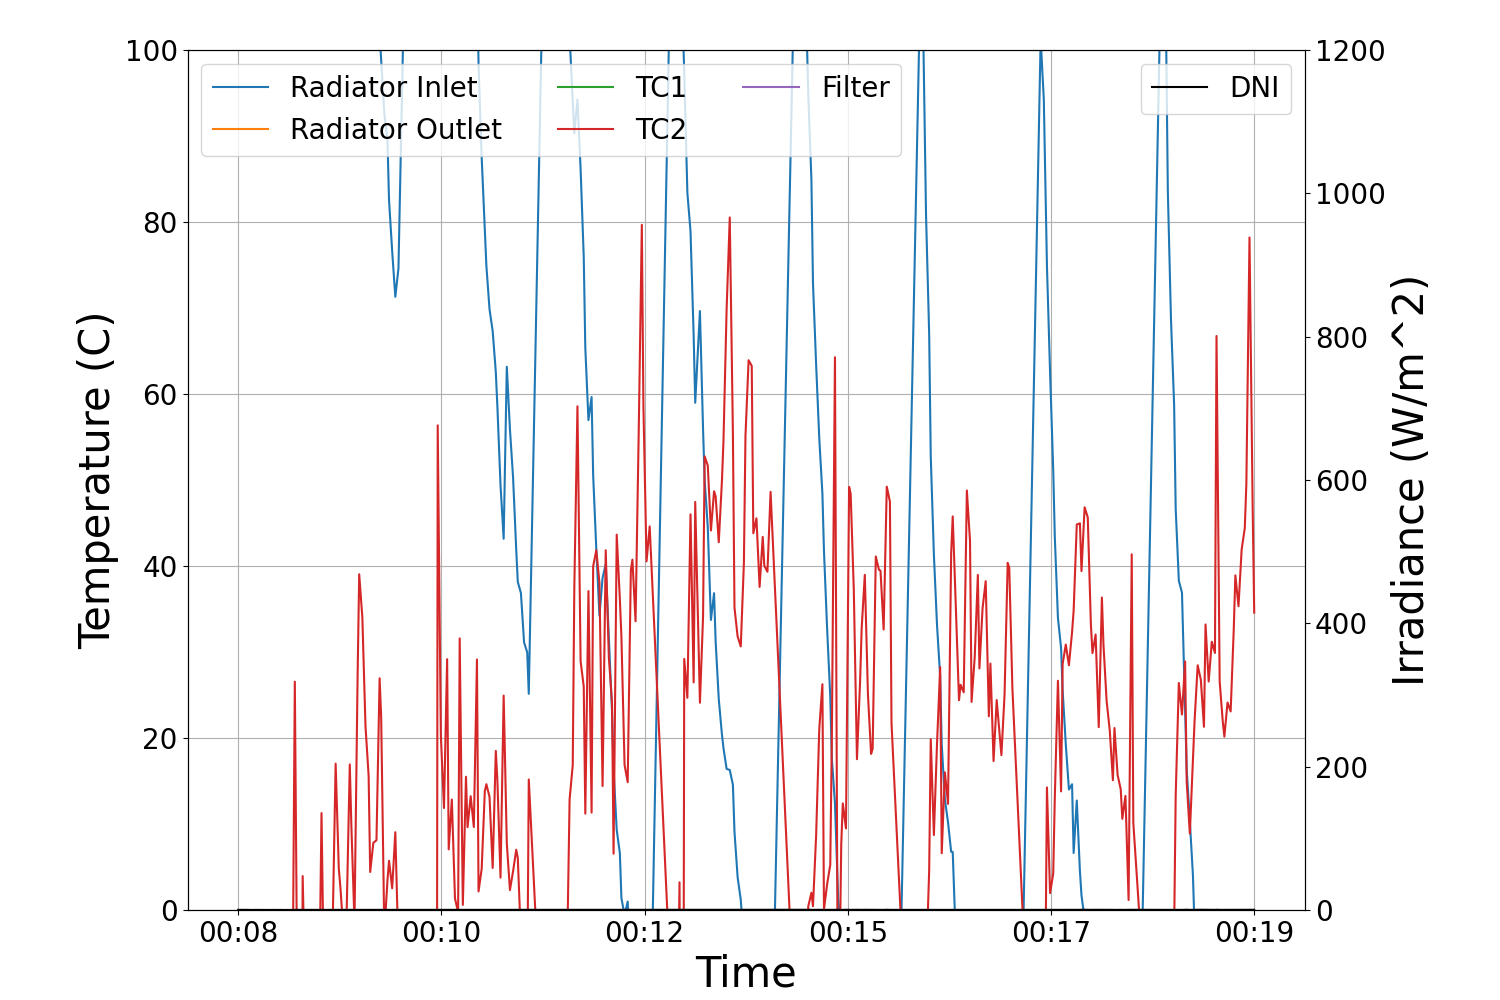 100
80
60
40
20
0
Temperature (C)
Radiator Inlet
Radiator Outlet
TC1
TC2
Filter
DNI
1200
1000
800
600
400
200
0
Irradiance (W/m^2)
00:08 00:10 00:12 00:15 00:17 00:19
Time